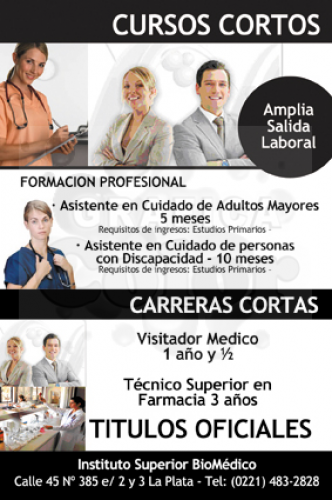 CURSOS CORTOS
Amplia
Salida
Laboral
FORMACION PROFESIONAL
· Asistente en Cuidado de Adultos Mayores
5 meses
Requisitos de ingresos: Estudios Primarios -
· Asistente en Cuidado de personas
con Discapacidad - 10 meses
Requisitos de ingresos: Estudios Primarios -
CARRERAS CORTAS
Visitador Medico
1 año y ½
Técnico Superior en
Farmacia 3 años
TITULOS OFICIALES
Instituto Superior BioMédico
Calle 45 Nº 385 e/ 2 y 3 La Plata - Tel: (0221) 483-2828